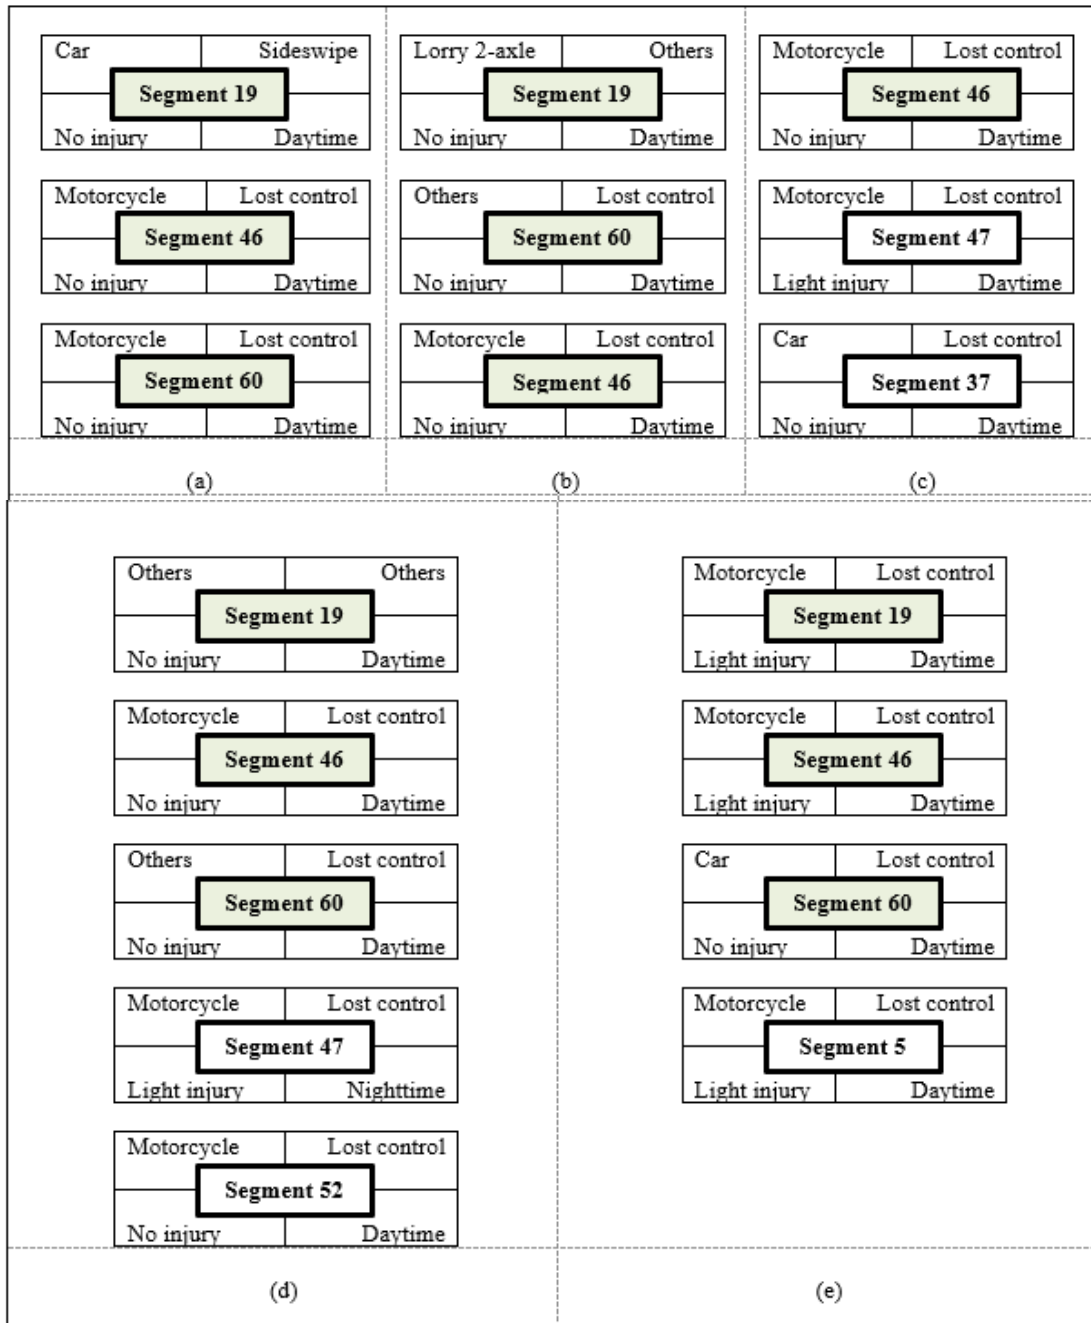 Car Sideswipe Lorry 2-axle Others Motorcycle Lost control
Segment 19 Segment 19 Segment 46
No injury Daytime No injury Daytime No injury Daytime
Motorcycle Lost control Others Lost control Motorcycle Lost control
Segment 46 Segment 60 Segment 47
No injury Daytime No injury Daytime Light injury Daytime
Motorcycle Lost control Motorcycle Lost control Car Lost control
Segment 60 Segment 46 Segment 37
No injury Daytime No injury Daytime No injury Daytime
(a) (b) (c)
Others Others Motorcycle Lost control
Segment 19 Segment 19
No injury Daytime Light injury Daytime
Motorcycle Lost control Motorcycle Lost control
Segment 46 Segment 46
No injury Daytime Light injury Daytime
Others Lost control Car Lost control
Segment 60 Segment 60
No injury Daytime No injury Daytime
Motorcycle Lost control Motorcycle Lost control
Segment 47 Segment 5
Light injury Nighttime Light injury Daytime
Motorcycle Lost control
Segment 52
No injury Daytime
(d) (e)